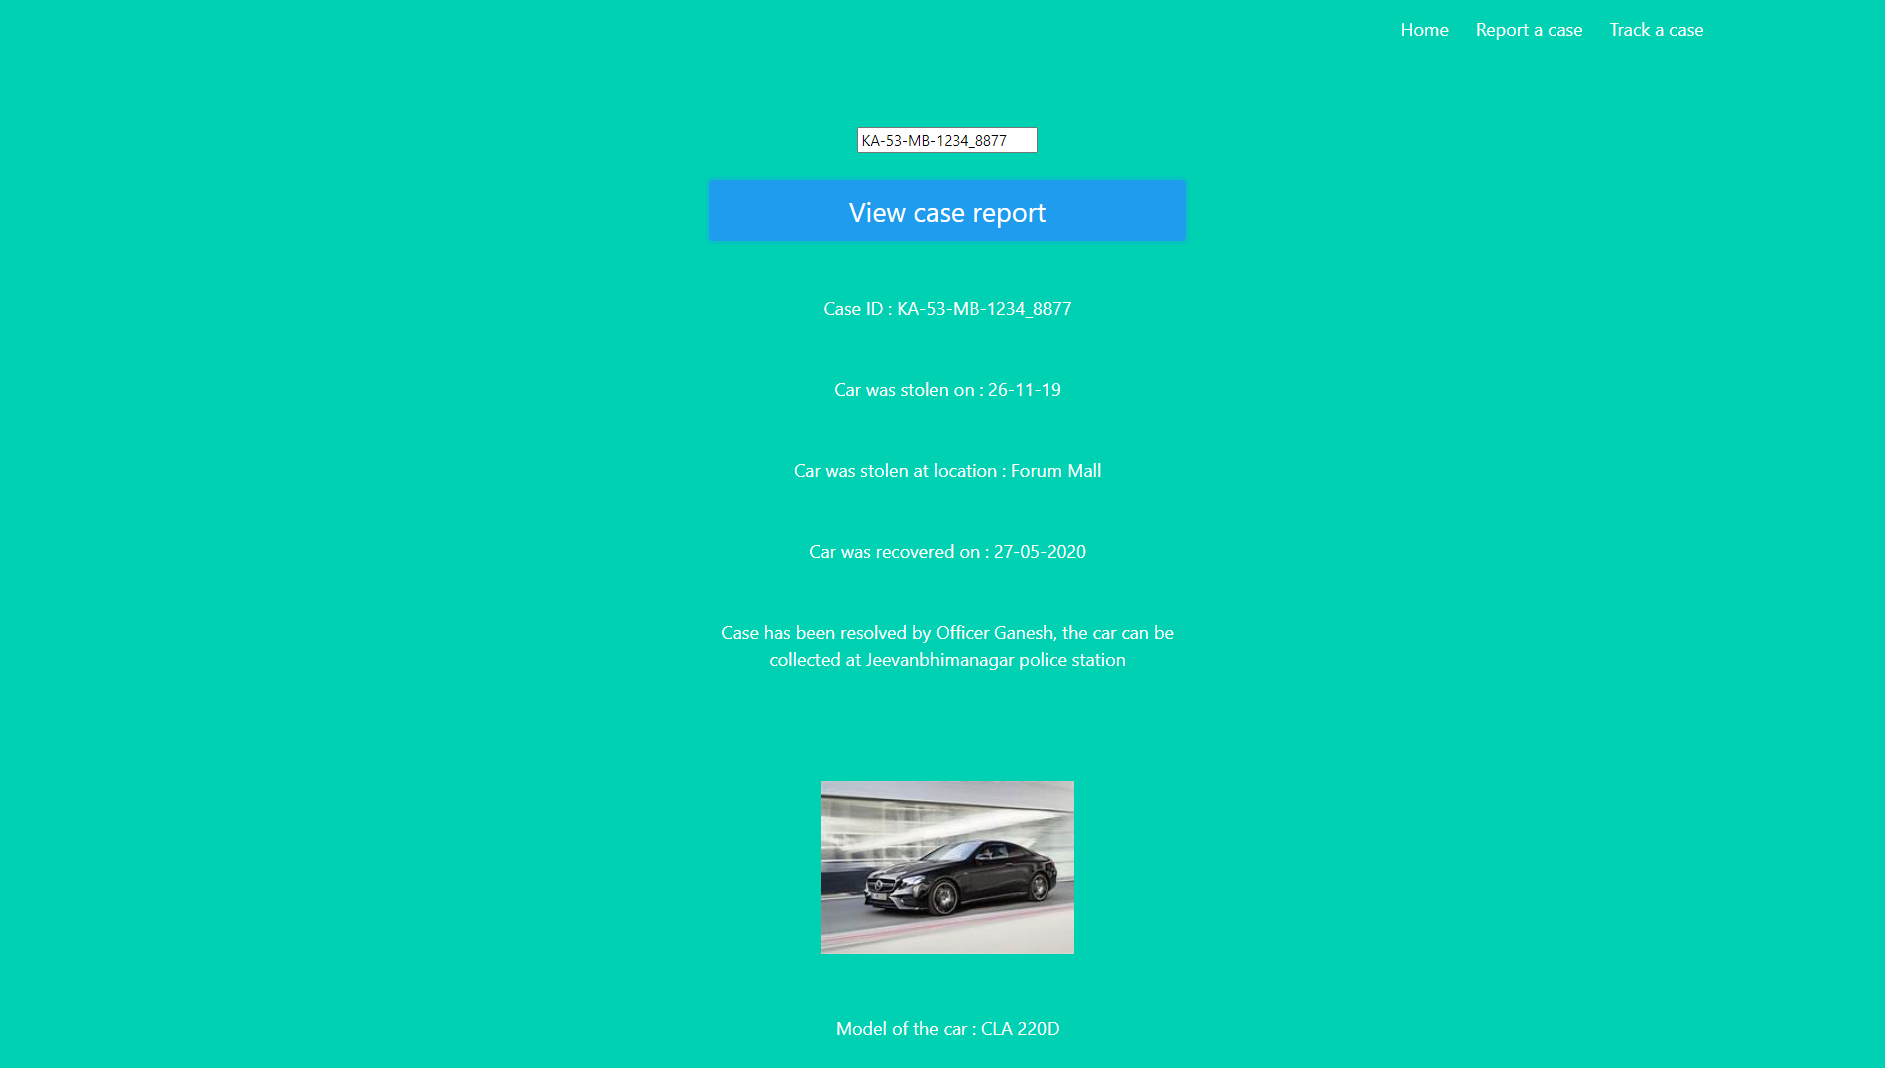 Home Report a case Track a case
KA-53-MB-1234_8877
View case report
Case ID : KA-53-MB-1234_8877
Car was stolen on : 26-11-19
Car was stolen at location : Forum Mall
Car was recovered on : 27-05-2020
Case has been resolved by Officer Ganesh, the car can be
collected at Jeevanbhimanagar police station
Model of the car : CLA 220D